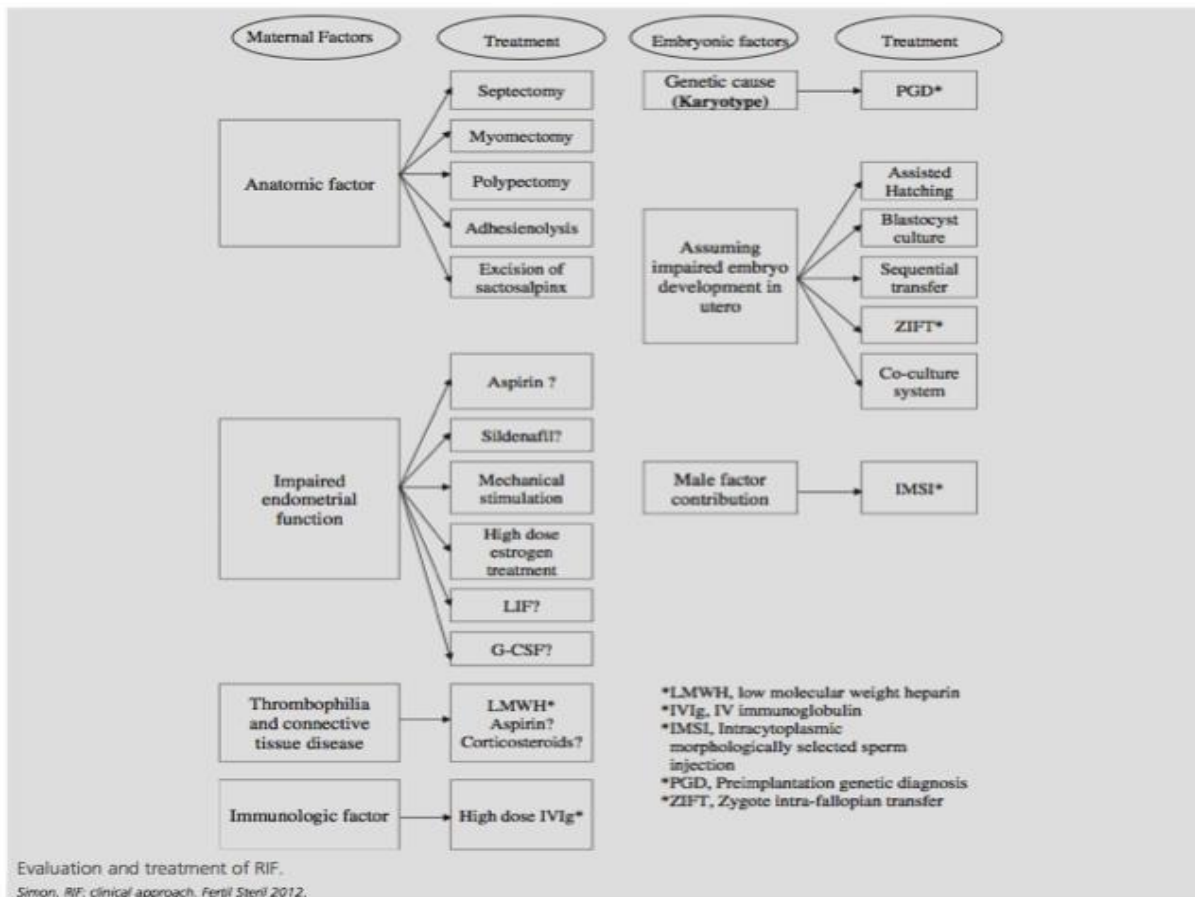 Maternal Factors
Treatment
Septectomy
Myomectomy
Anatomic factor
Polypectomy
Adhesienolysis
Excision of
sactosalpinx
Aspirin ?
Sildenafil?
Impaired
endometrial
function
Mechanical
stimulation
High dose
estrogen
treatment
LIF?
G-CSF?
Thrombophilia
and connective
tissue disease
LMWH*
Aspirin?
Corticosteroids?
Immunologic factor
High dose IVIg*
Embryonic factors
Treatment
Genetic cause
(Karyotype)
PGD*
Assuming
impaired embryo
development in
utero
Assisted
Hatching
Blastocyst
culture
Sequential
transfer
ZIFT*
Co-culture
system
Male factor
contribution
IMSI*
*LMWH, low molecular weight heparin
*IVIg, IV immunoglobulin
*IMSI, Intracytoplasmic
morphologically selected sperm
injection
*PGD, Preimplantation genetic diagnosis
*ZIFT, Zygote intra-fallopian transfer
Evaluation and treatment of RIF.
Simon. RIF: clinical approach. Fertil Steril 2012.